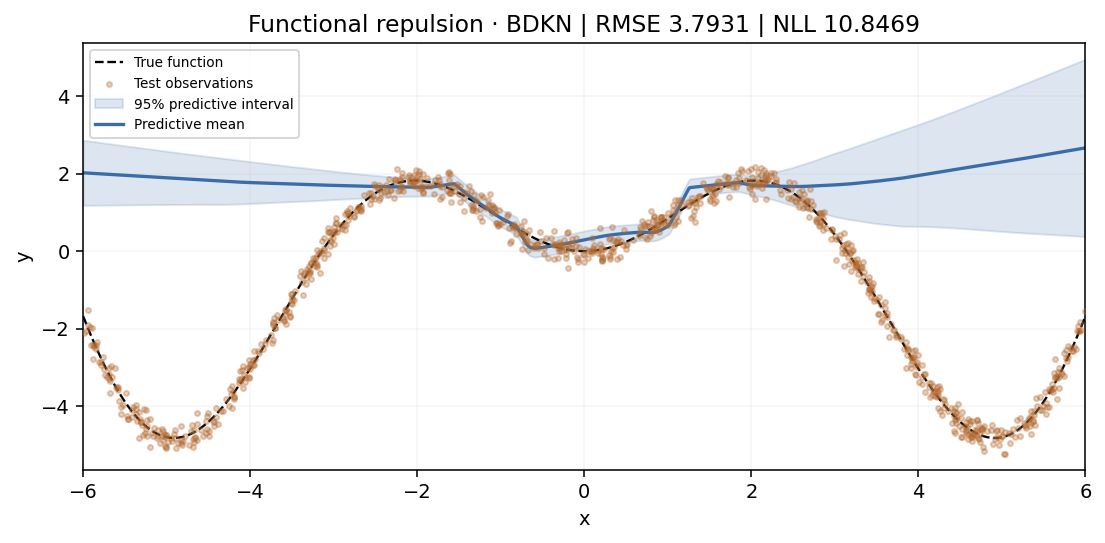 Functional repulsion · BDKN | RMSE 3.7931 | NLL 10.8469
True function
Test observations
95% predictive interval
Predictive mean
y
4
2
0
−2
−4
−6
−4
−2
0
2
4
6
x